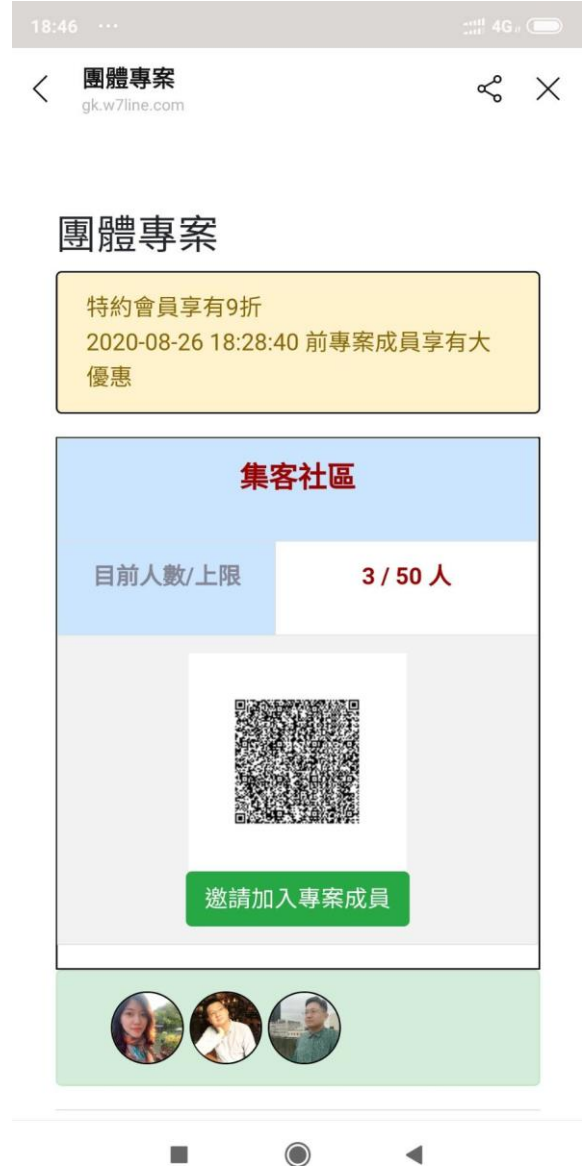 18:46 ...
4G
團體專案
gk.w7line.com
團體專案
特約會員享有9折
2020-08-26 18:28:40 前專案成員享有大
優惠
集客社區
目前人數/上限
3 / 50 人
邀請加入專案成員